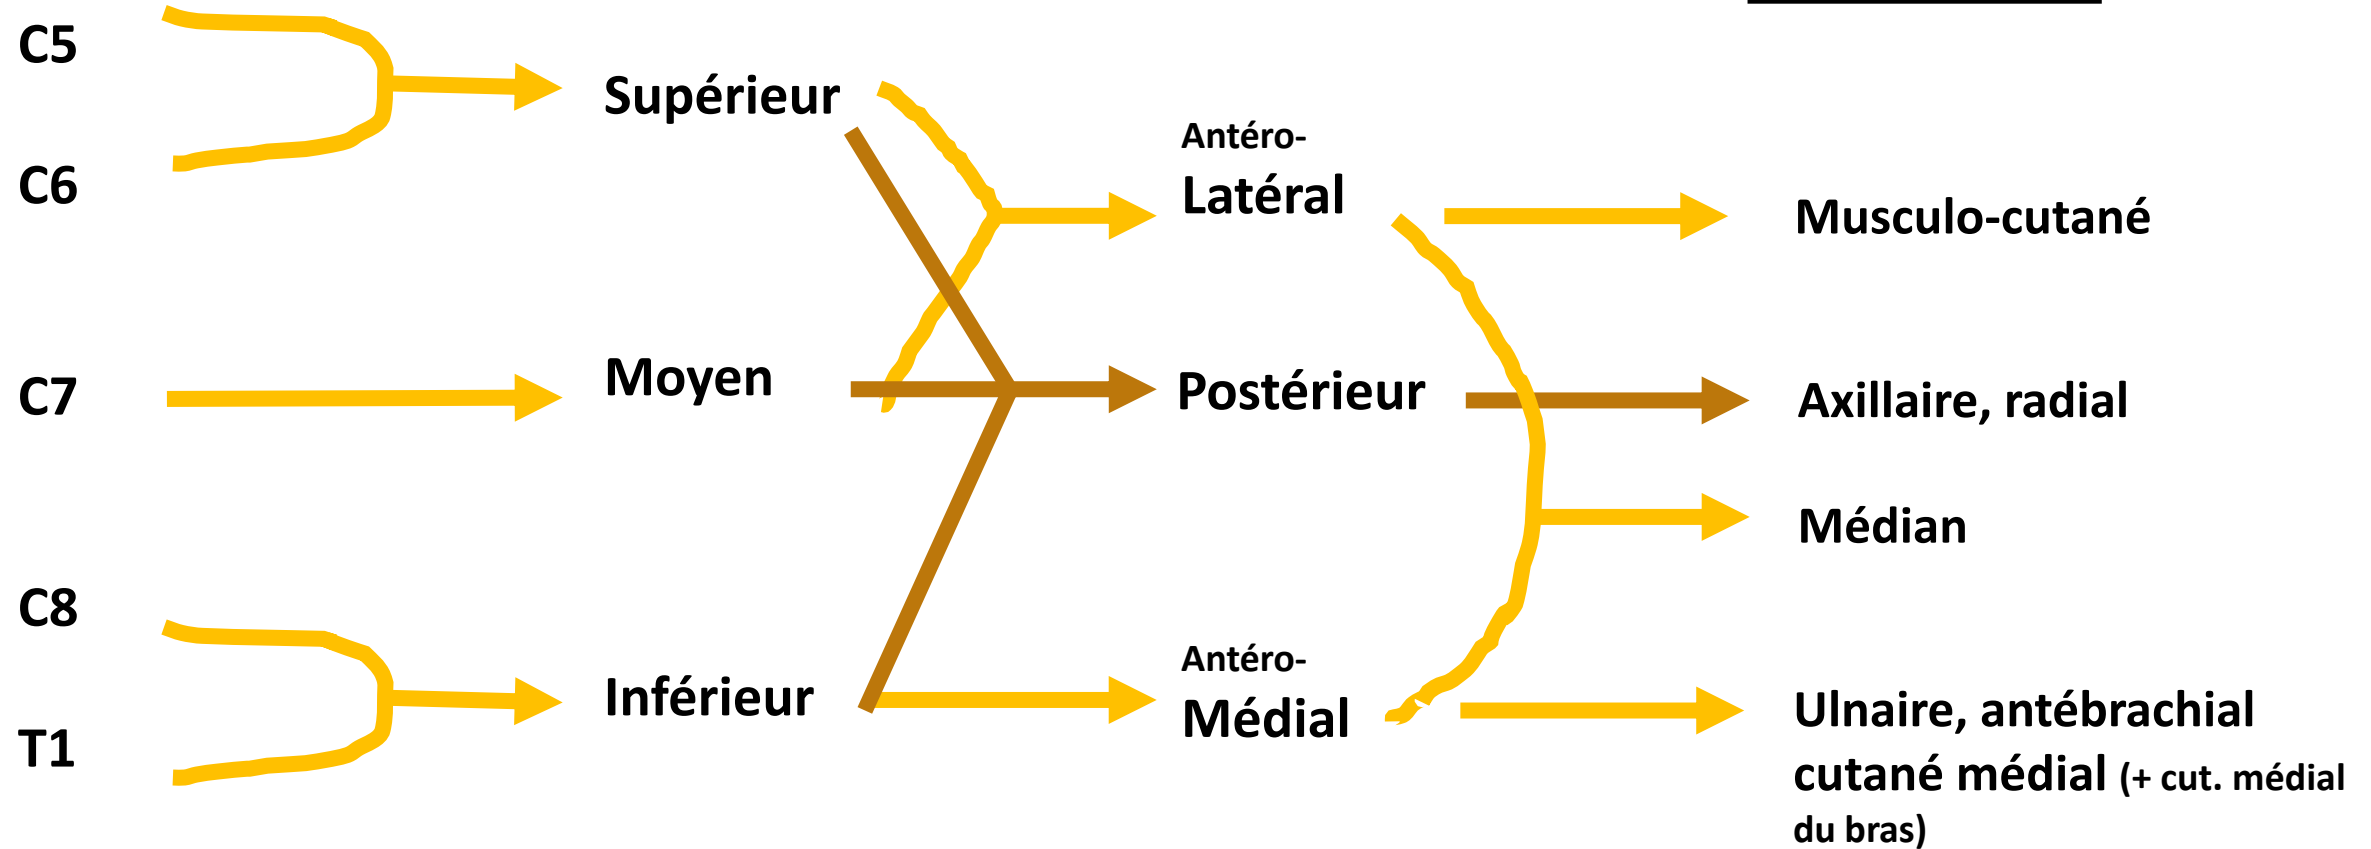 C5
C6
C7
C8
T1
Supérieur
Moyen
Inférieur
Antéro-
Latéral
Postérieur
Antéro-
Médial
Musculo-cutané
Axillaire, radial
Médian
Ulnaire, antébrachial
cutané médial (+ cut. médial
du bras)